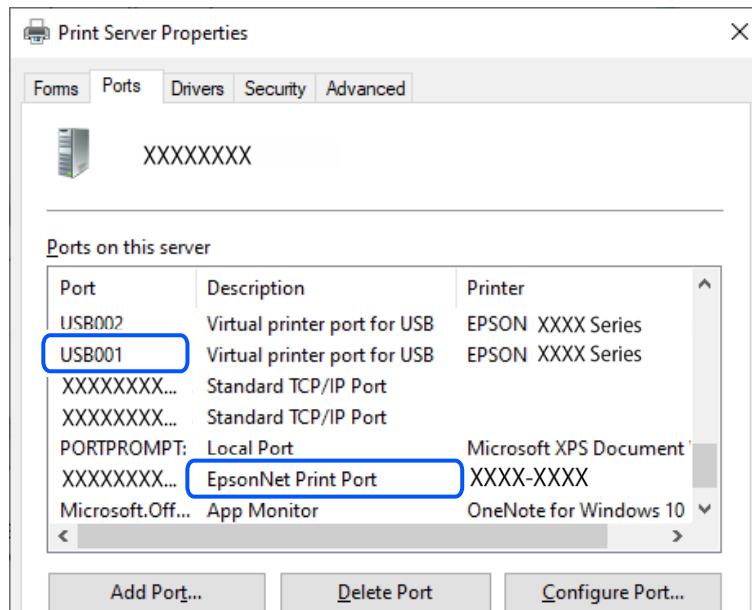 Print Server Properties
Forms Ports Drivers Security Advanced
XXXXXXXX
Ports on this server
Port Description Printer
USB002 Virtual printer port for USB EPSON XXXX Series
USB001 Virtual printer port for USB EPSON XXXX Series
XXXXXXXX... Standard TCP/IP Port
XXXXXXXX... Standard TCP/IP Port
PORTPROMPT: Local Port Microsoft XPS Document
XXXXXXXX... EpsonNet Print Port XXXX-XXXX
Microsoft.Off... App Monitor OneNote for Windows 10
Add Port... Delete Port Configure Port...